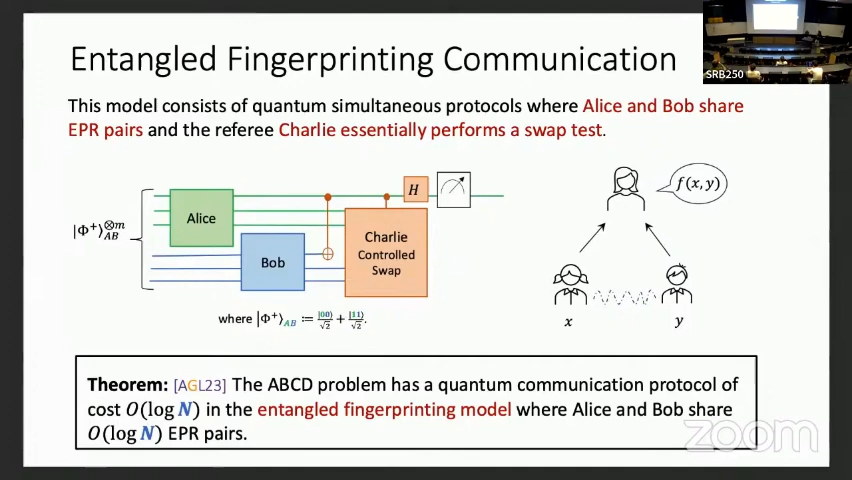 Entangled Fingerprinting Communication
SRB250
This model consists of quantum simultaneous protocols where Alice and Bob share
EPR pairs and the referee Charlie essentially performs a swap test.
|Φ⁺⟩_{AB}^{⊗m}
Alice
Bob
Charlie
Controlled
Swap
H
f(x, y)
x
y
where |Φ⁺⟩_{AB} ≔ |00⟩/√2 + |11⟩/√2.
Theorem: [AGL23] The ABCD problem has a quantum communication protocol of
cost O(log N) in the entangled fingerprinting model where Alice and Bob share
O(log N) EPR pairs.
zoom